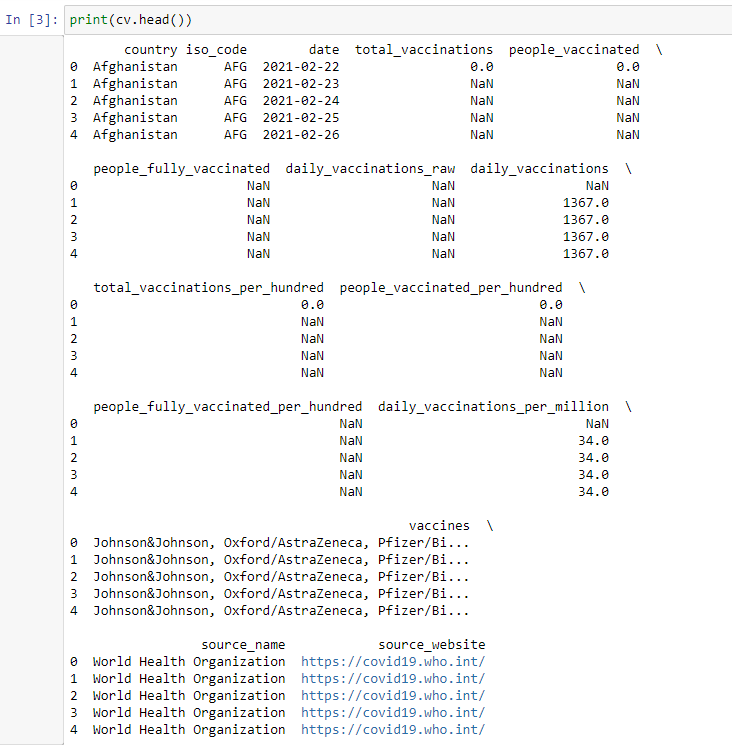 In [3]: print(cv.head())
country iso_code date total_vaccinations people_vaccinated \
0 Afghanistan AFG 2021-02-22 0.0 0.0
1 Afghanistan AFG 2021-02-23 NaN NaN
2 Afghanistan AFG 2021-02-24 NaN NaN
3 Afghanistan AFG 2021-02-25 NaN NaN
4 Afghanistan AFG 2021-02-26 NaN NaN
people_fully_vaccinated daily_vaccinations_raw daily_vaccinations \
0 NaN NaN NaN
1 NaN NaN 1367.0
2 NaN NaN 1367.0
3 NaN NaN 1367.0
4 NaN NaN 1367.0
total_vaccinations_per_hundred people_vaccinated_per_hundred \
0 0.0 0.0
1 NaN NaN
2 NaN NaN
3 NaN NaN
4 NaN NaN
people_fully_vaccinated_per_hundred daily_vaccinations_per_million \
0 NaN NaN
1 NaN 34.0
2 NaN 34.0
3 NaN 34.0
4 NaN 34.0
vaccines \
0 Johnson&Johnson, Oxford/AstraZeneca, Pfizer/Bi...
1 Johnson&Johnson, Oxford/AstraZeneca, Pfizer/Bi...
2 Johnson&Johnson, Oxford/AstraZeneca, Pfizer/Bi...
3 Johnson&Johnson, Oxford/AstraZeneca, Pfizer/Bi...
4 Johnson&Johnson, Oxford/AstraZeneca, Pfizer/Bi...
source_name source_website
0 World Health Organization https://covid19.who.int/
1 World Health Organization https://covid19.who.int/
2 World Health Organization https://covid19.who.int/
3 World Health Organization https://covid19.who.int/
4 World Health Organization https://covid19.who.int/